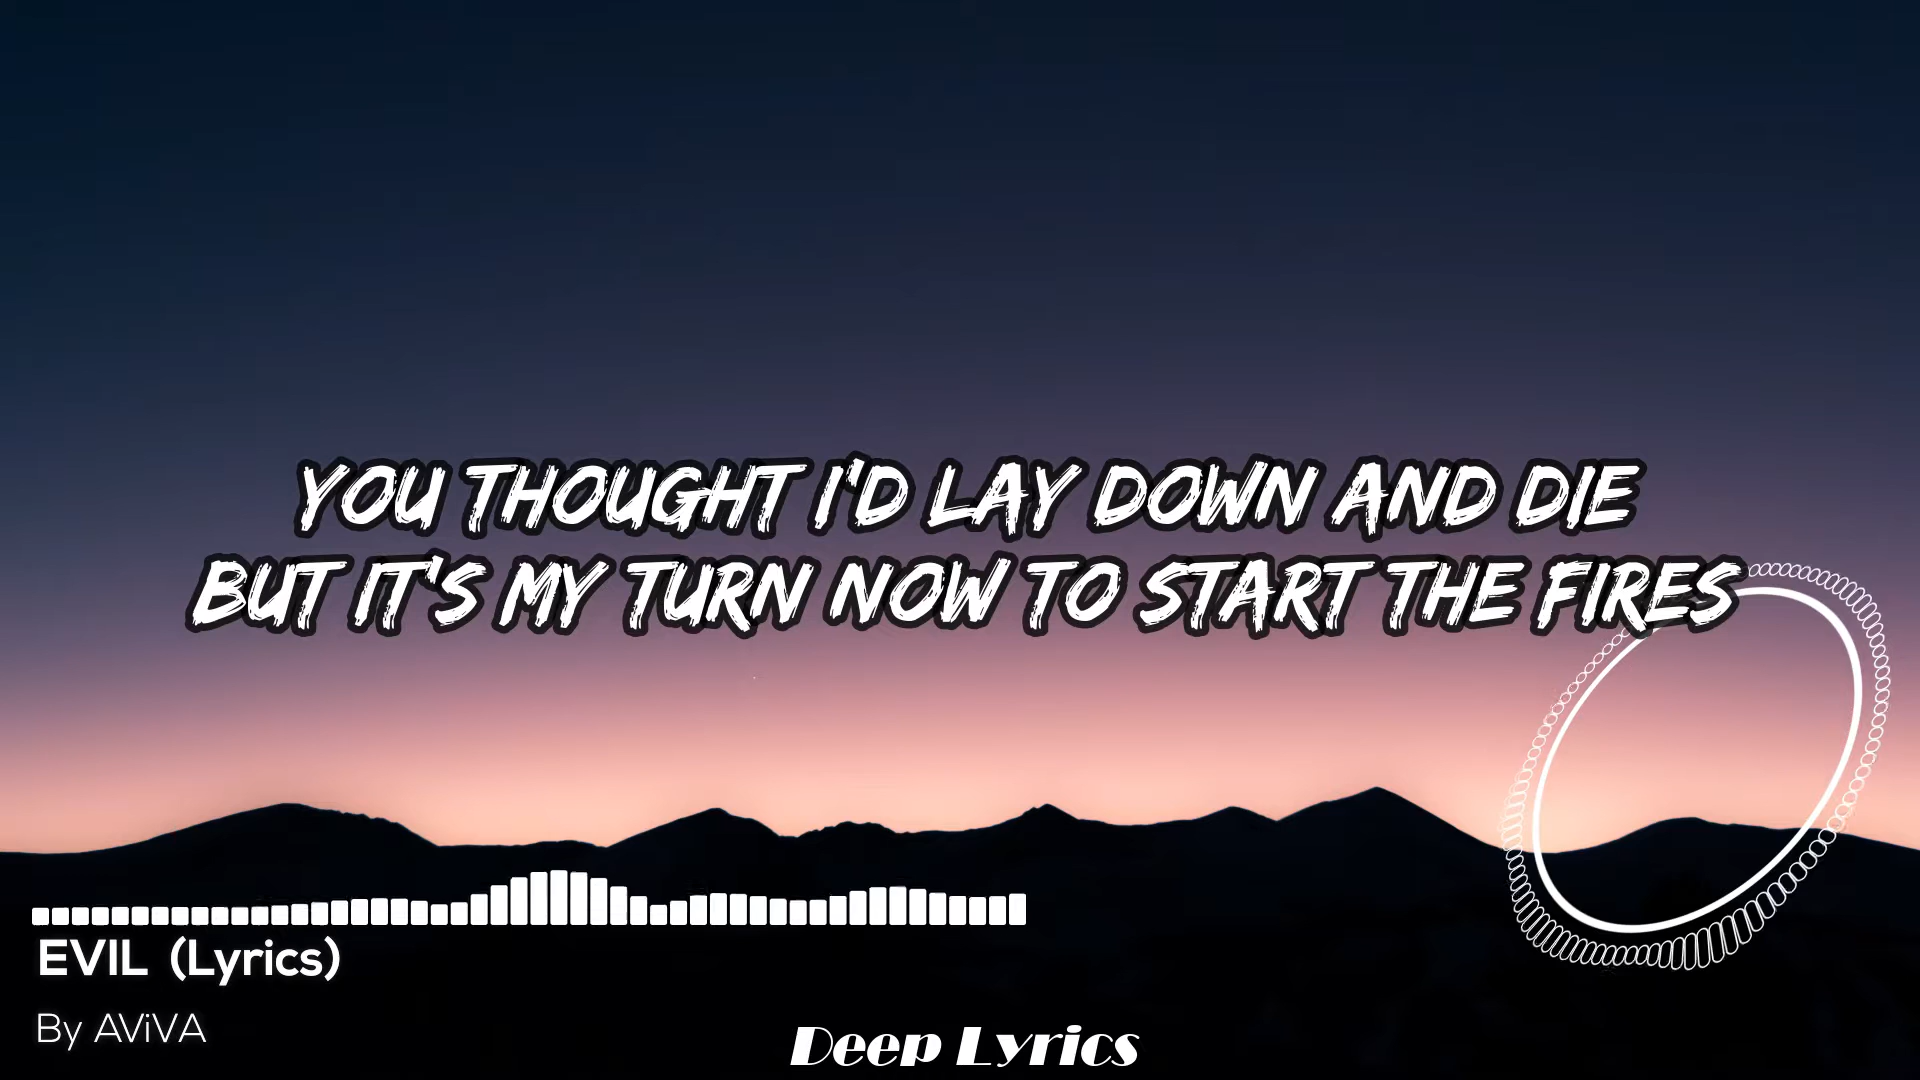 YOU THOUGHT I'D LAY DOWN AND DIE
BUT IT'S MY TURN NOW TO START THE FIRES
EVIL (Lyrics)
By AViVA
Deep Lyrics